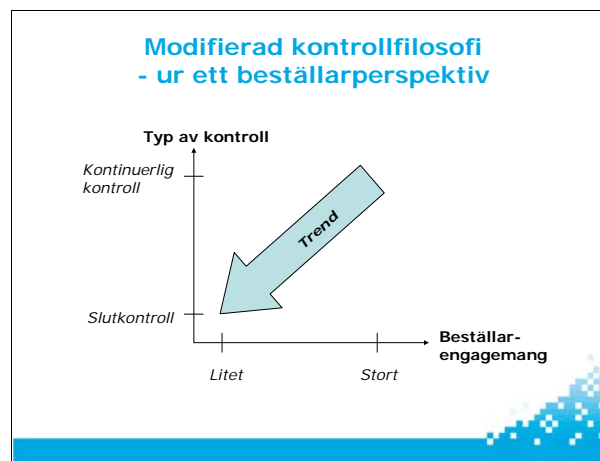 Modifierad kontrollfilosofi
- ur ett beställarperspektiv
Typ av kontroll
Kontinuerlig
kontroll
Trend
Slutkontroll
Beställar-
engagemang
Litet
Stort